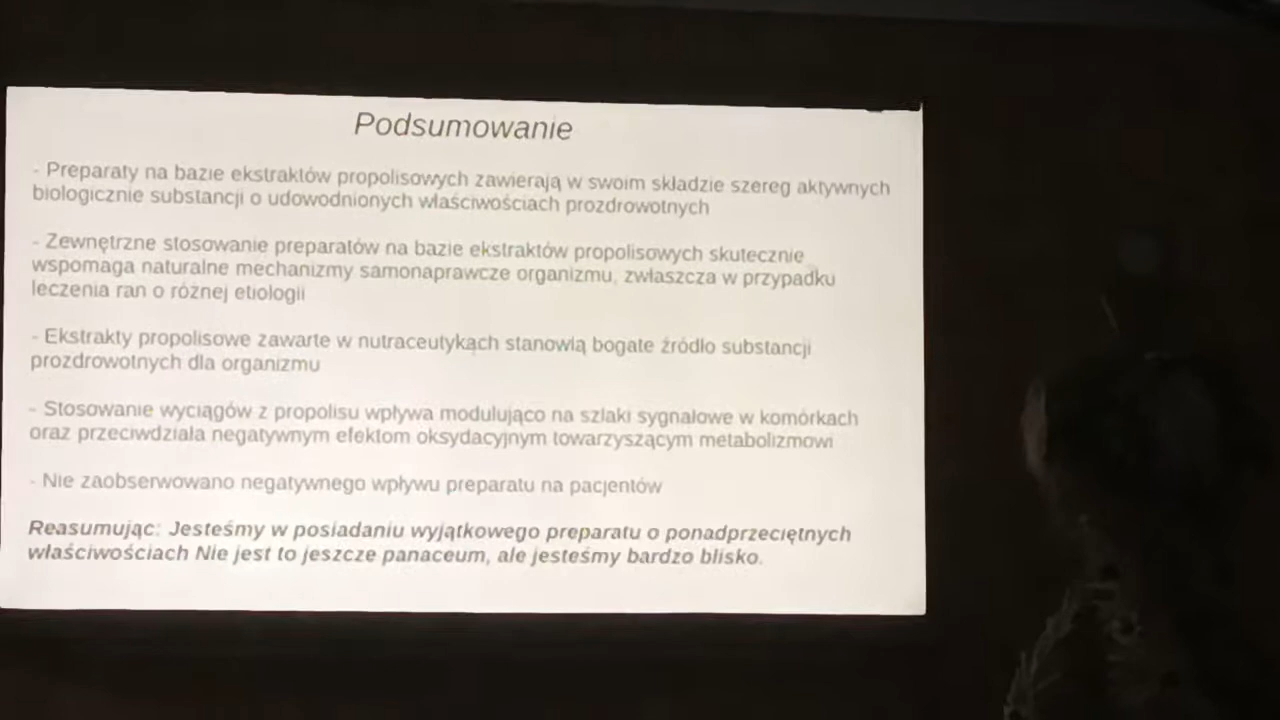 Podsumowanie
- Preparaty na bazie ekstraktów propolisowych zawierają w swoim składzie szereg aktywnych
biologicznie substancji o udowodnionych właściwościach prozdrowotnych
- Zewnętrzne stosowanie preparatów na bazie ekstraktów propolisowych skutecznie
wspomaga naturalne mechanizmy samonaprawcze organizmu, zwłaszcza w przypadku
leczenia ran o różnej etiologii
- Ekstrakty propolisowe zawarte w nutraceutykach stanowią bogate źródło substancji
prozdrowotnych dla organizmu
- Stosowanie wyciągów z propolisu wpływa modulująco na szlaki sygnałowe w komórkach
oraz przeciwdziała negatywnym efektom oksydacyjnym towarzyszącym metabolizmowi
- Nie zaobserwowano negatywnego wpływu preparatu na pacjentów
Reasumując: Jesteśmy w posiadaniu wyjątkowego preparatu o ponadprzeciętnych
właściwościach Nie jest to jeszcze panaceum, ale jesteśmy bardzo blisko.